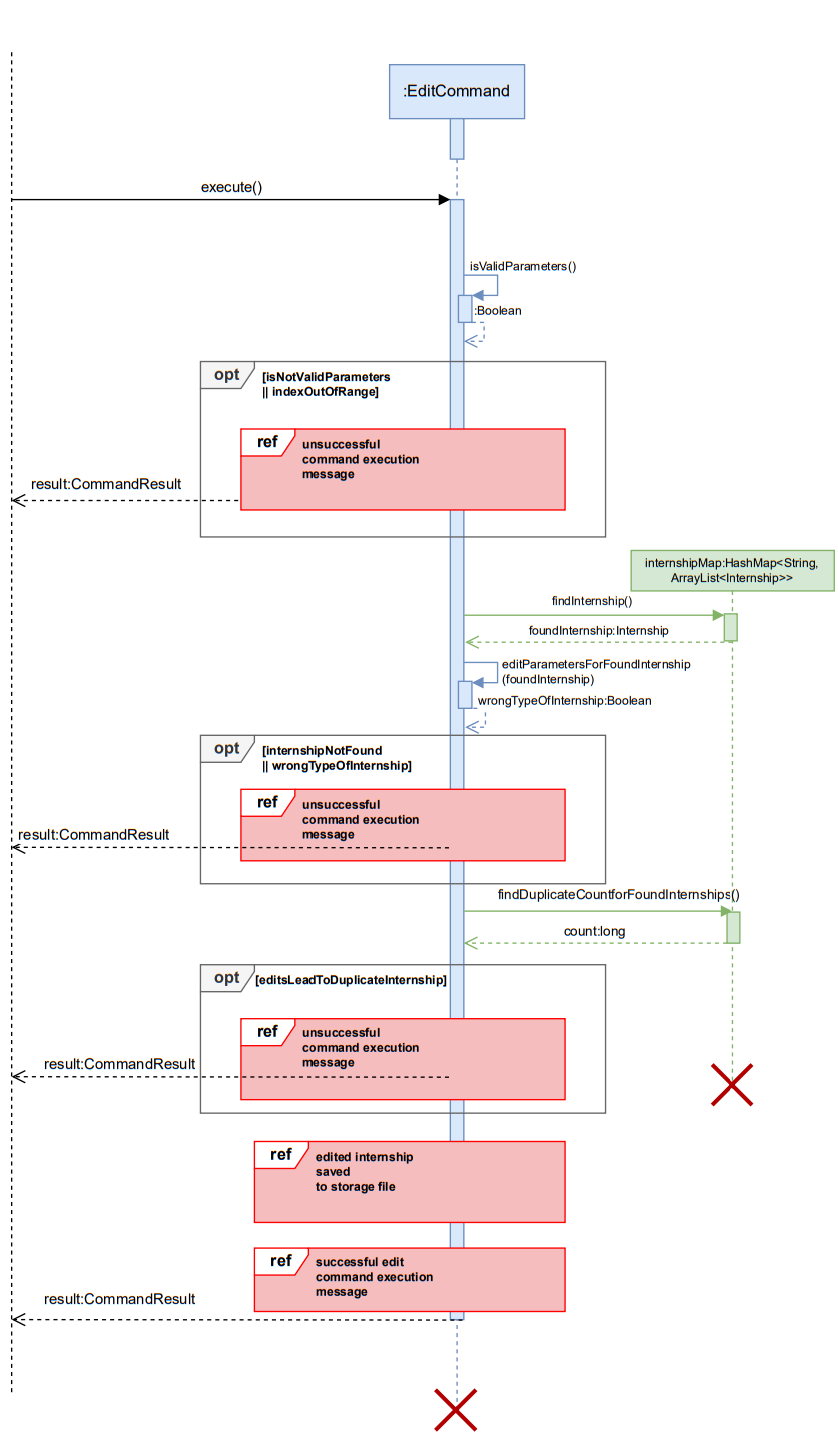 :EditCommand
execute()
isValidParameters()
:Boolean
opt
[isNotValidParameters
|| indexOutOfRange]
ref
unsuccessful
command execution
message
result:CommandResult
internshipMap:HashMap<String,
ArrayList<Internship>>
findInternship()
foundInternship:Internship
editParametersForFoundInternship
(foundInternship)
wrongTypeOfInternship:Boolean
opt
[internshipNotFound
|| wrongTypeOfInternship]
ref
unsuccessful
command execution
message
result:CommandResult
findDuplicateCountforFoundInternships()
count:long
opt
[editsLeadToDuplicateInternship]
ref
unsuccessful
command execution
message
result:CommandResult
ref
edited internship
saved
to storage file
ref
successful edit
command execution
message
result:CommandResult